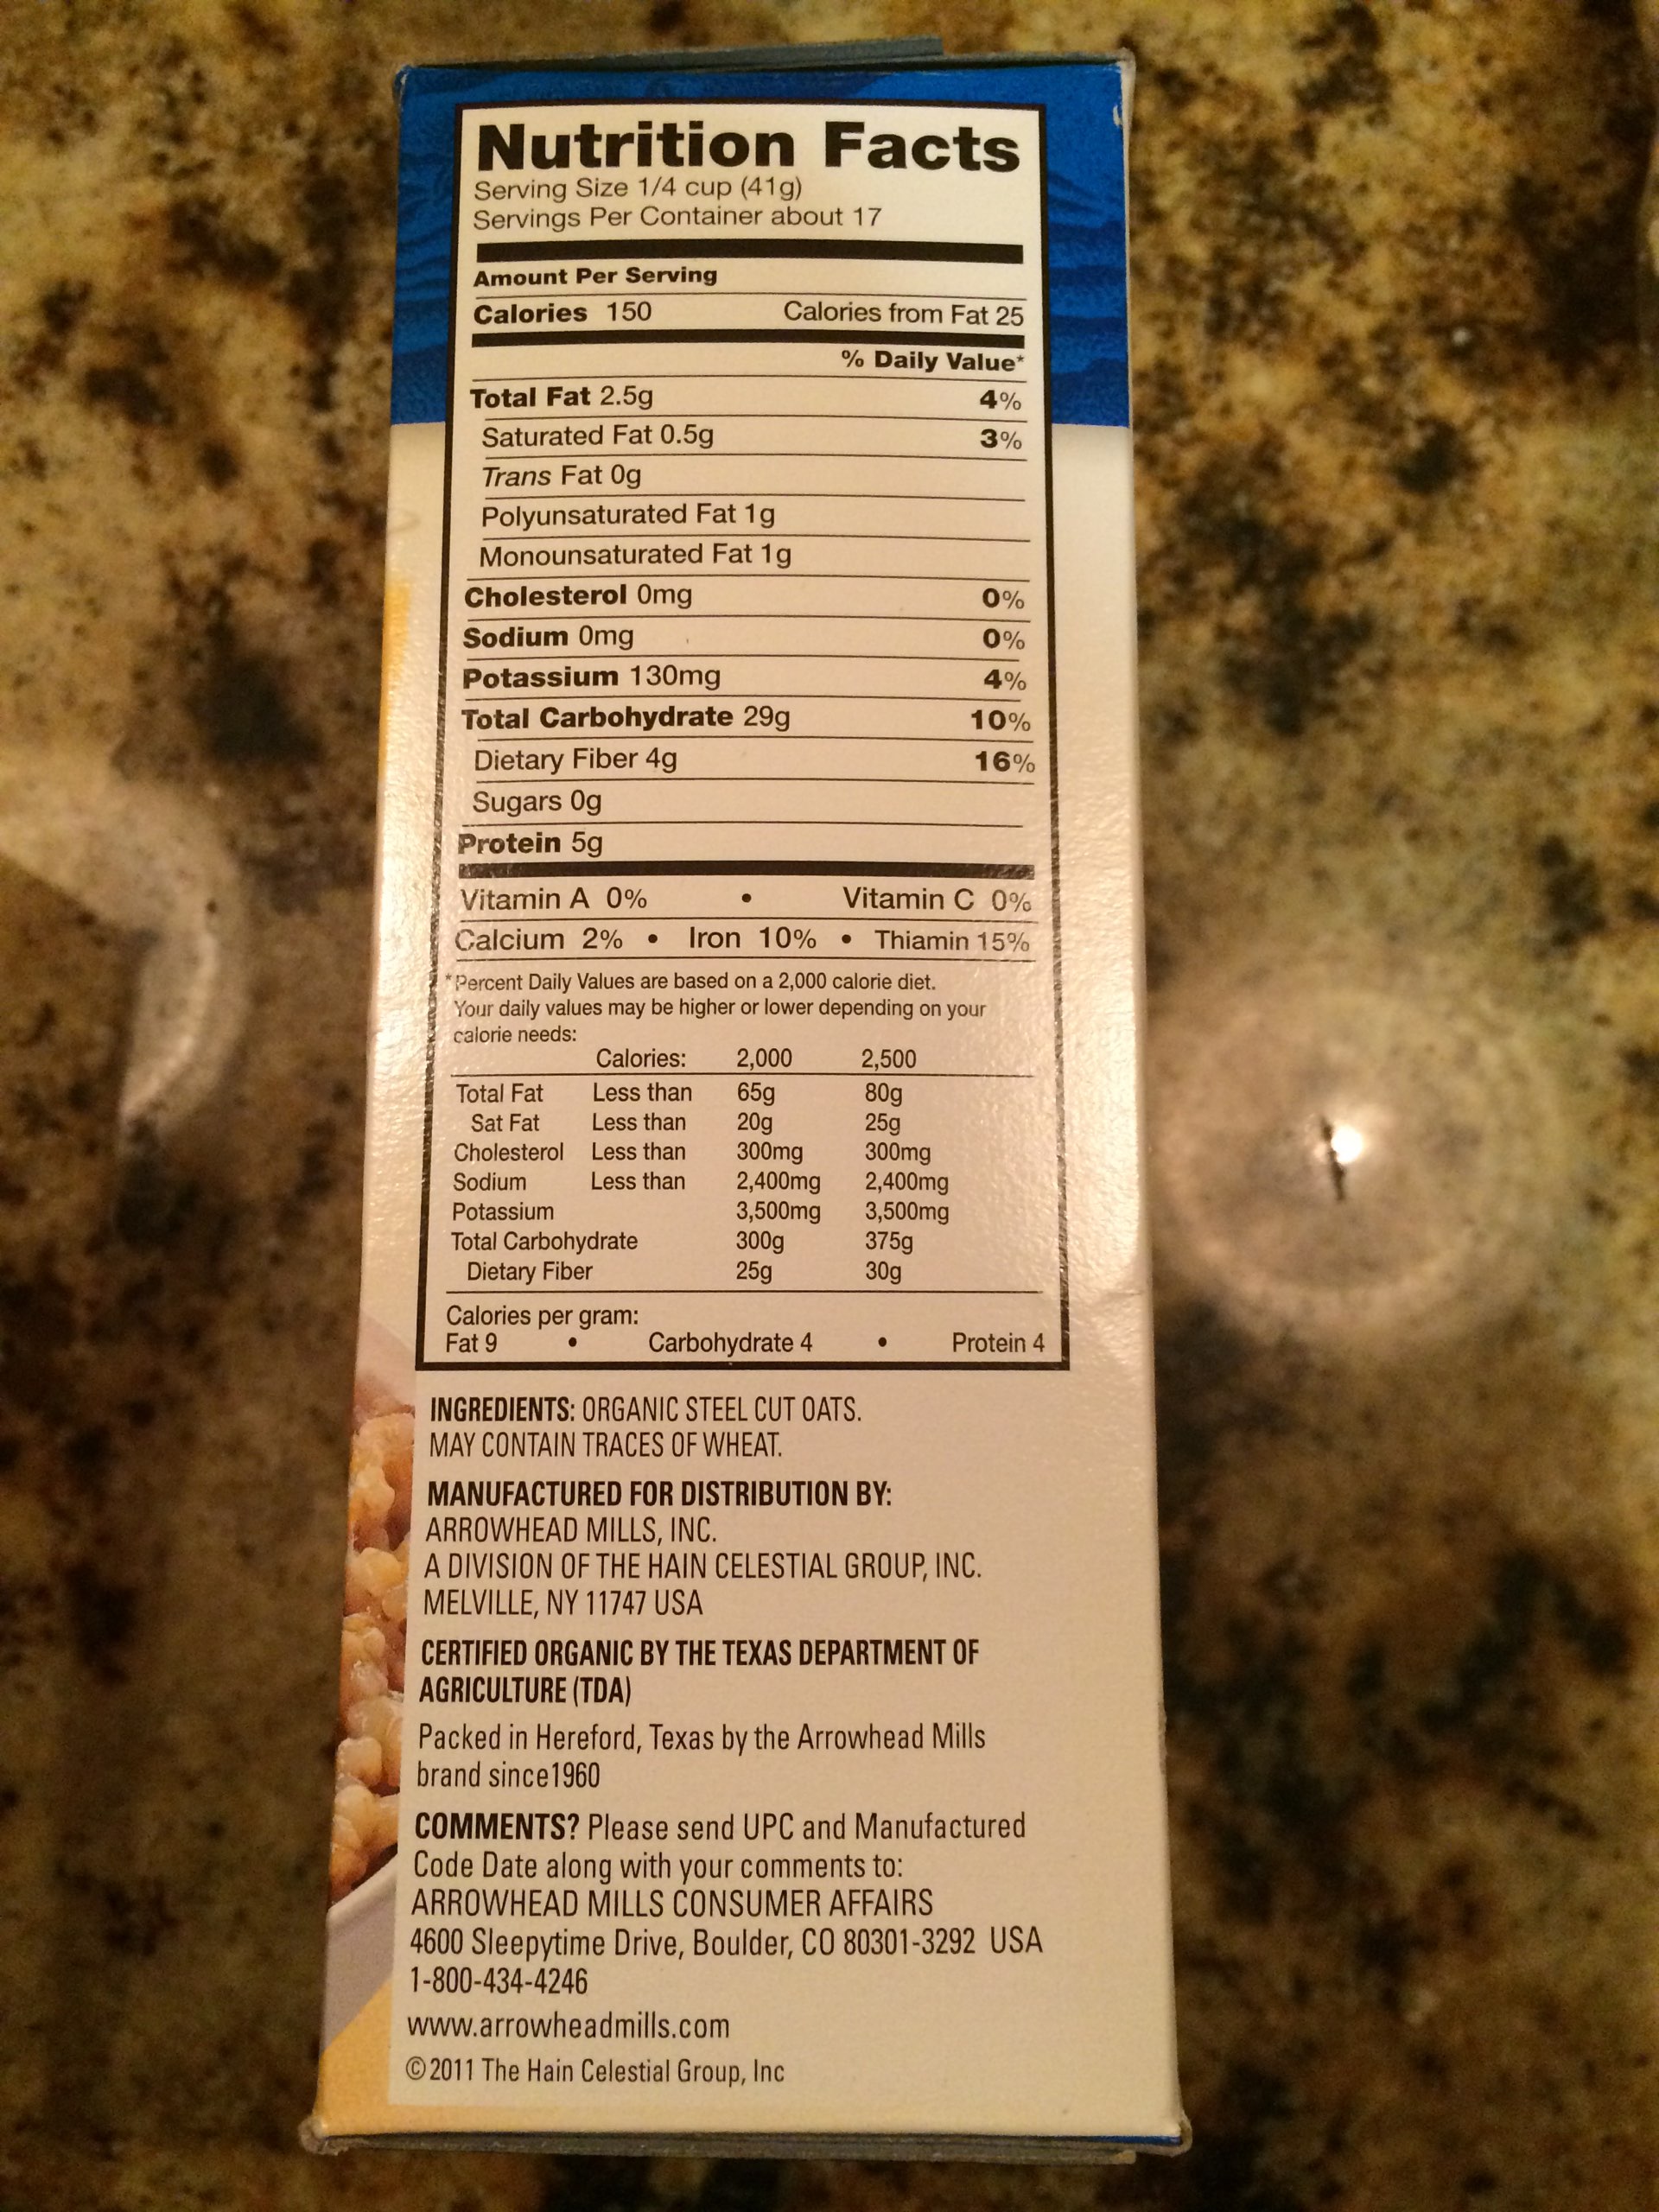 Nutrition Facts
Serving Size 1/4 cup (41g)
Servings Per Container about 17
Amount Per Serving
Calories 150 Calories from Fat 25
% Daily Value*
Total Fat 2.5g 4%
Saturated Fat 0.5g 3%
Trans Fat 0g
Polyunsaturated Fat 1g
Monounsaturated Fat 1g
Cholesterol 0mg 0%
Sodium 0mg 0%
Potassium 130mg 4%
Total Carbohydrate 29g 10%
Dietary Fiber 4g 16%
Sugars 0g
Protein 5g
Vitamin A 0% • Vitamin C 0%
Calcium 2% • Iron 10% • Thiamin 15%
*Percent Daily Values are based on a 2,000 calorie diet.
Your daily values may be higher or lower depending on your
calorie needs:
Calories: 2,000 2,500
Total Fat Less than 65g 80g
Sat Fat Less than 20g 25g
Cholesterol Less than 300mg 300mg
Sodium Less than 2,400mg 2,400mg
Potassium 3,500mg 3,500mg
Total Carbohydrate 300g 375g
Dietary Fiber 25g 30g
Calories per gram:
Fat 9 • Carbohydrate 4 • Protein 4
INGREDIENTS: ORGANIC STEEL CUT OATS.
MAY CONTAIN TRACES OF WHEAT.
MANUFACTURED FOR DISTRIBUTION BY:
ARROWHEAD MILLS, INC.
A DIVISION OF THE HAIN CELESTIAL GROUP, INC.
MELVILLE, NY 11747 USA
CERTIFIED ORGANIC BY THE TEXAS DEPARTMENT OF
AGRICULTURE (TDA)
Packed in Hereford, Texas by the Arrowhead Mills
brand since1960
COMMENTS? Please send UPC and Manufactured
Code Date along with your comments to:
ARROWHEAD MILLS CONSUMER AFFAIRS
4600 Sleepytime Drive, Boulder, CO 80301-3292 USA
1-800-434-4246
www.arrowheadmills.com
©2011 The Hain Celestial Group, Inc